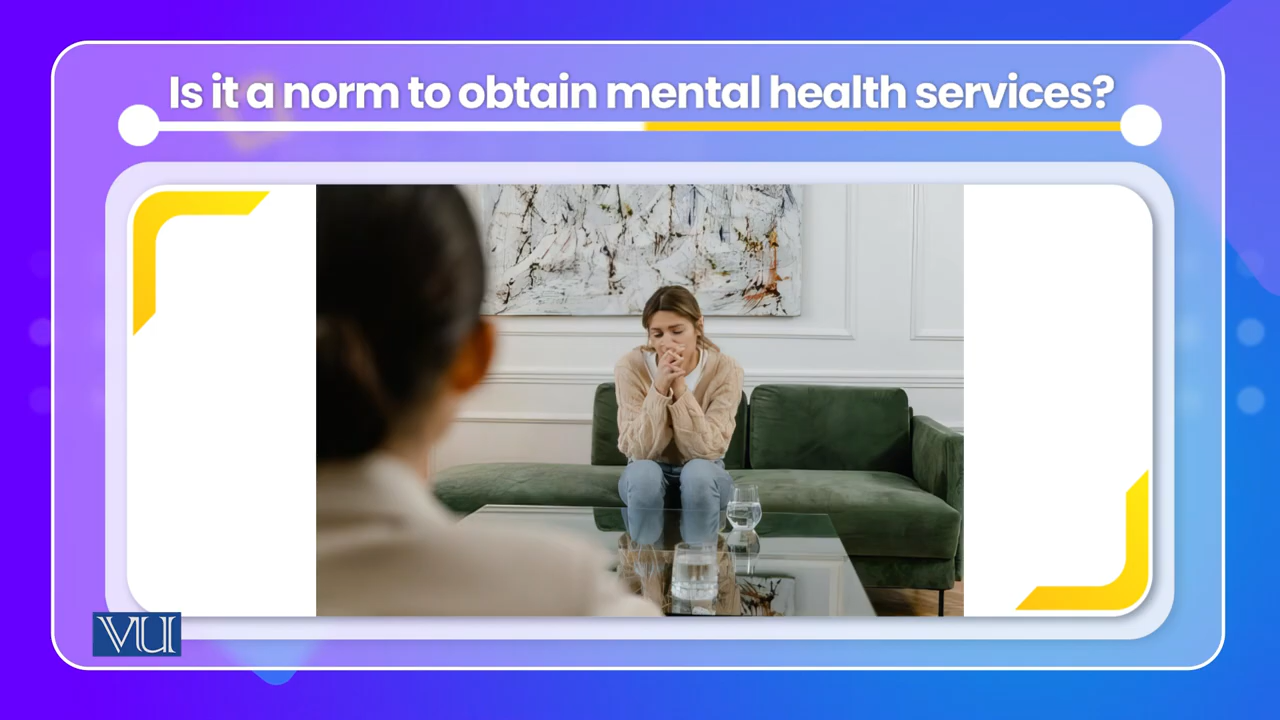 Is it a norm to obtain mental health services?
VU